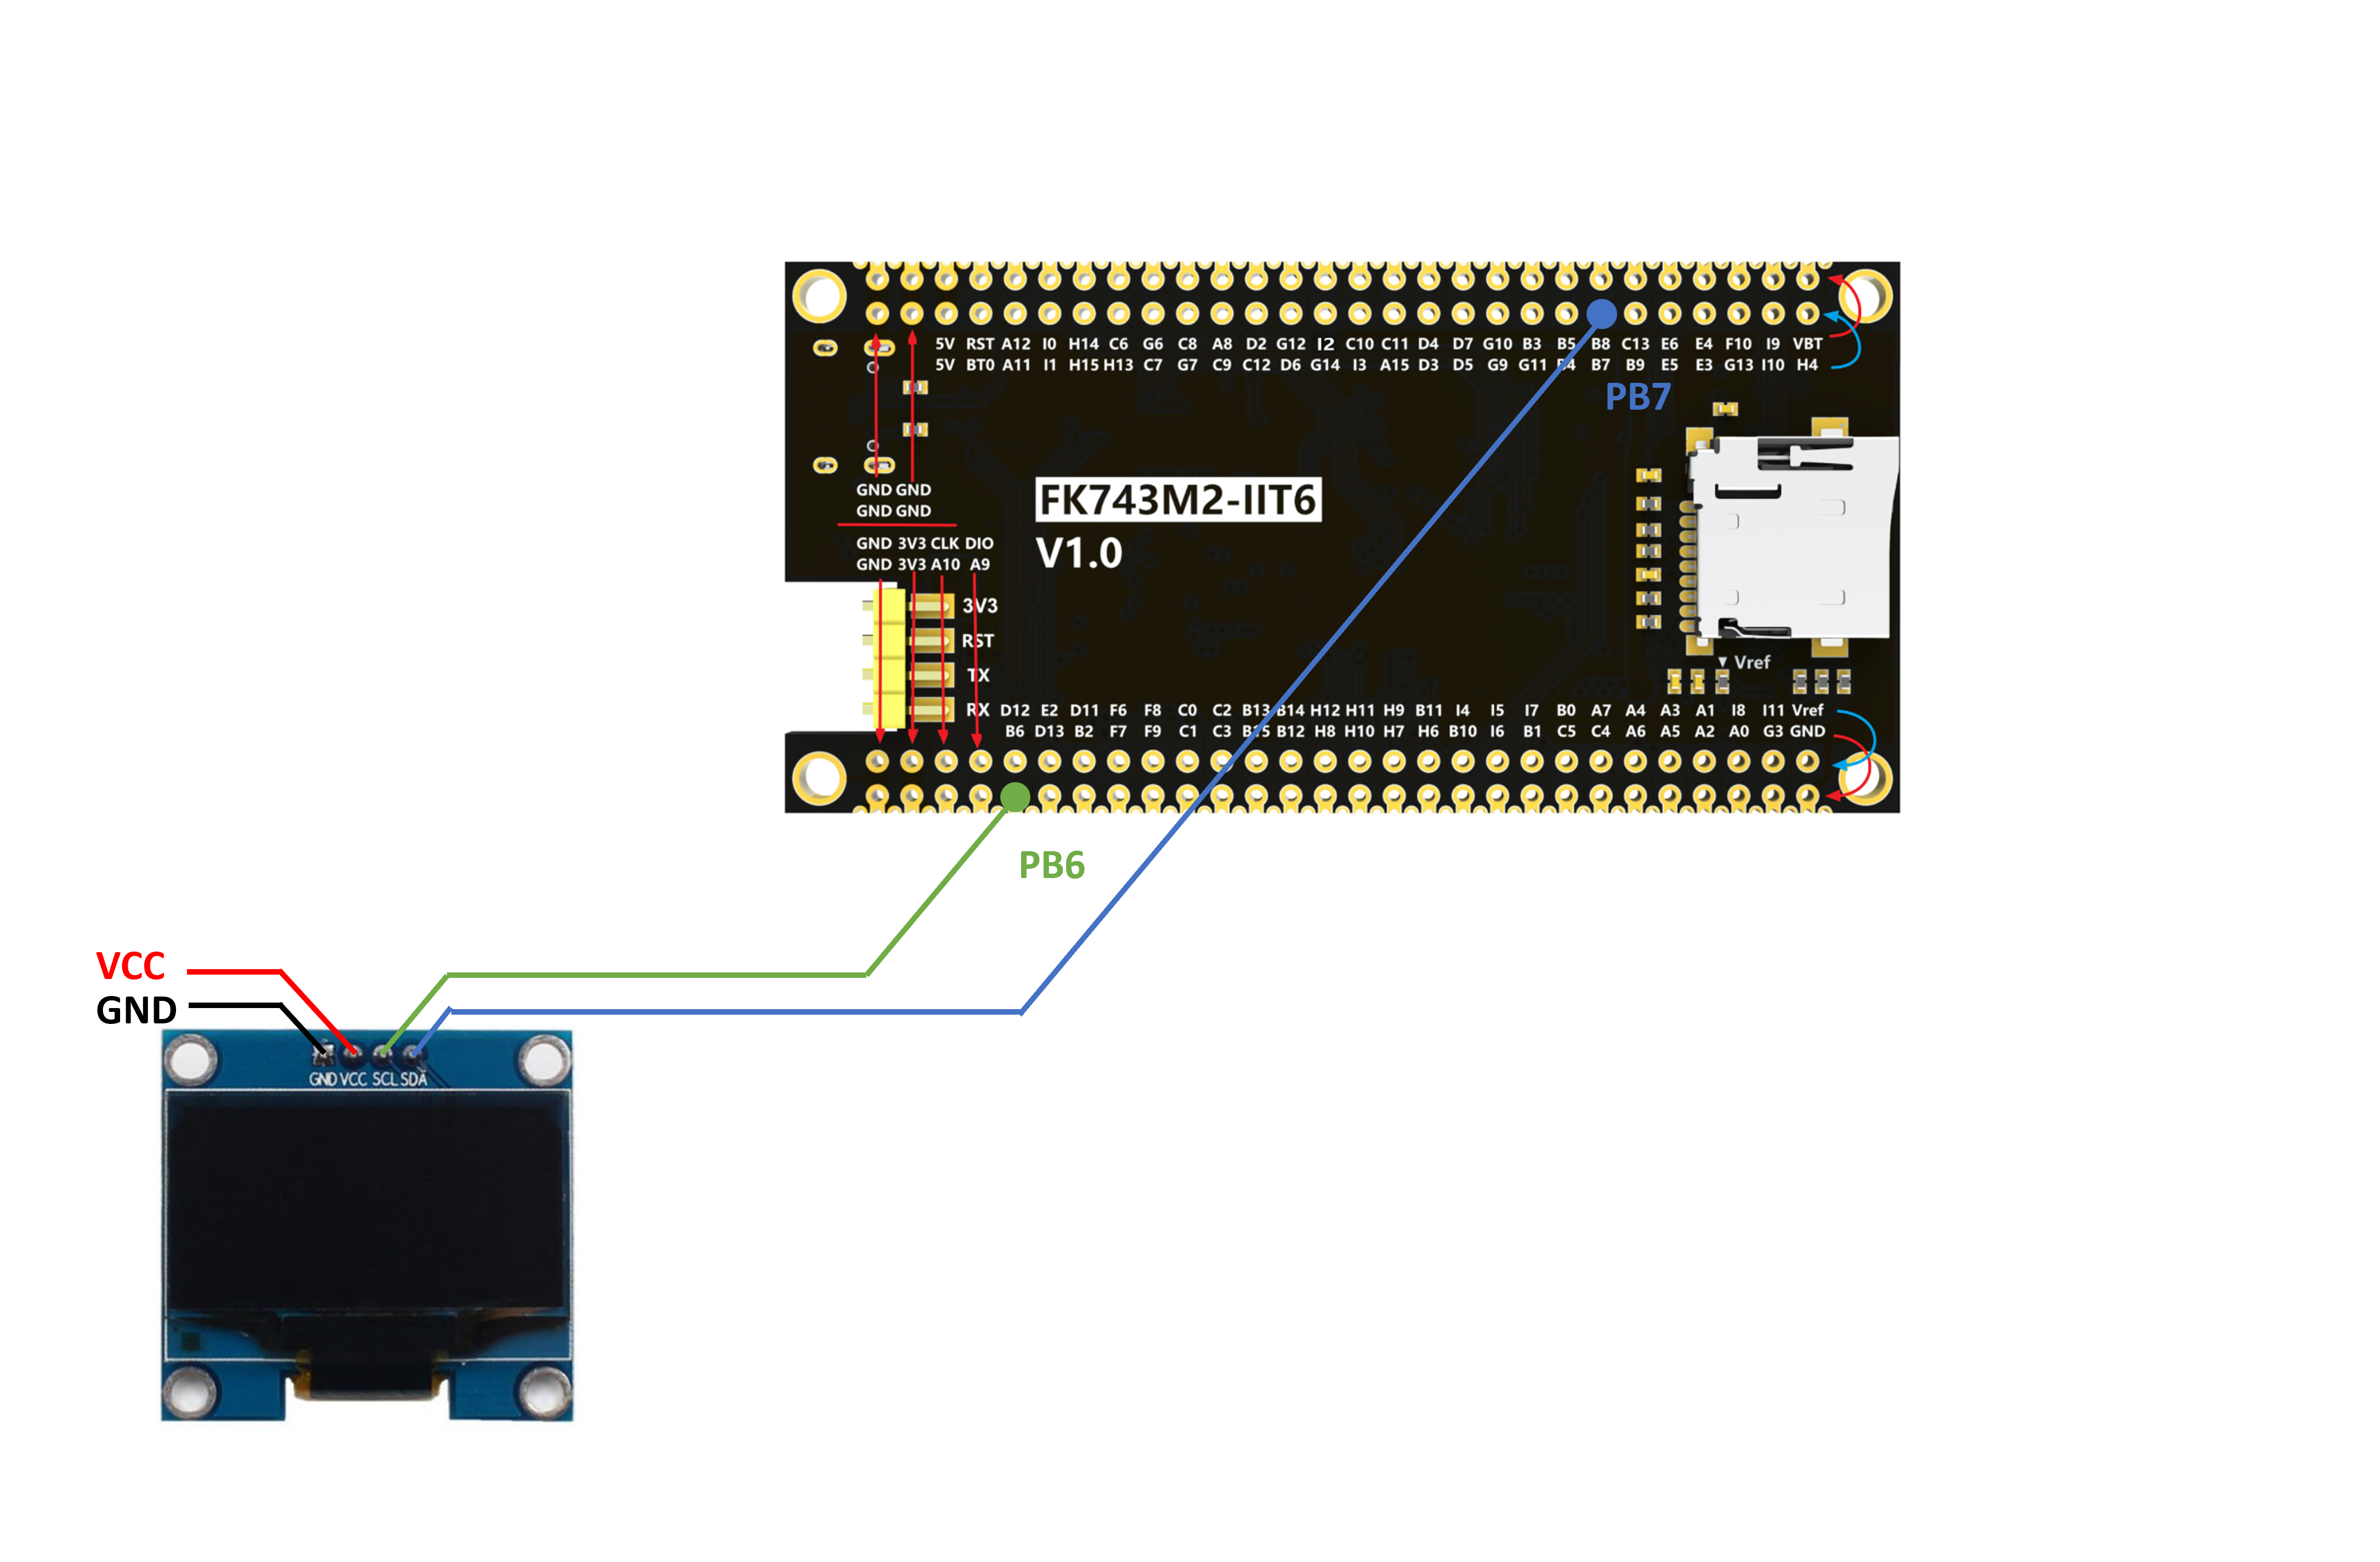 5V RST A12 I0 H14 C6 G6 C8 A8 D2 G12 I2 C10 C11 D4 D7 G10 B3 B5 B8 C13 E6 E4 F10 I9 VBT
5V BT0 A11 I1 H15 H13 C7 G7 C9 C12 D6 G14 I3 A15 D3 D5 G9 G11 B4 B7 B9 E5 E3 G13 I10 H4
PB7
GND GND
GND GND
FK743M2-IIT6
GND 3V3 CLK DIO
GND 3V3 A10 A9
V1.0
3V3
RST
TX
▼ Vref
RX D12 E2 D11 F6 F8 C0 C2 B13 B14 H12 H11 H9 B11 I4 I5 I7 B0 A7 A4 A3 A1 I8 I11 Vref
B6 D13 B2 F7 F9 C1 C3 B15 B12 H8 H10 H7 H6 B10 I6 B1 C5 C4 A6 A5 A2 A0 G3 GND
PB6
VCC
GND
GND VCC SCL SDA